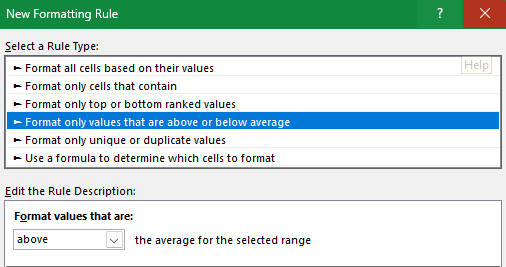 New Formatting Rule ? ×
Select a Rule Type:
► Format all cells based on their values
Help
► Format only cells that contain
► Format only top or bottom ranked values
► Format only values that are above or below average
► Format only unique or duplicate values
► Use a formula to determine which cells to format
Edit the Rule Description:
Format values that are:
above the average for the selected range